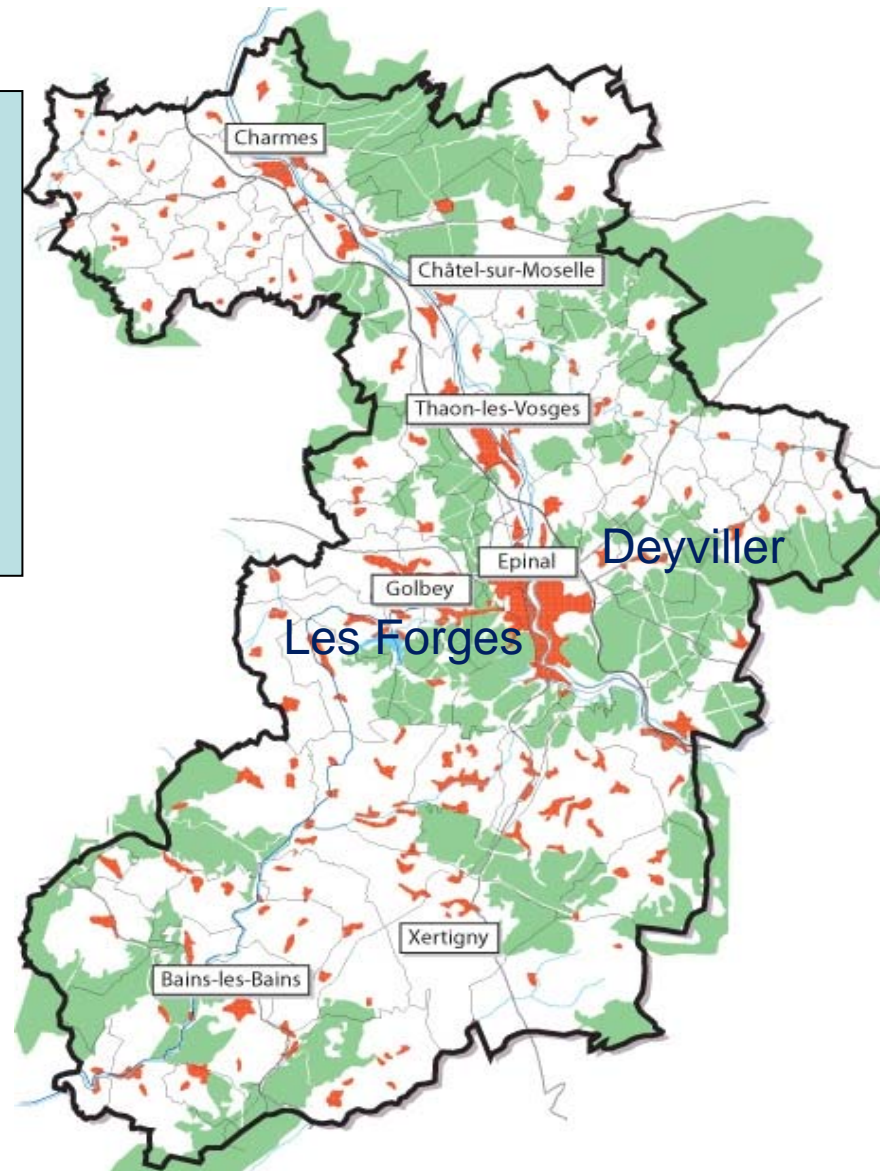 Charmes
Châtel-sur-Moselle
Thaon-les-Vosges
Epinal
Deyviller
Golbey
Les Forges
Xertigny
Bains-les-Bains